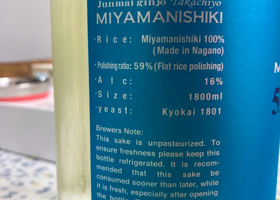 Junmai ginjo Takachiyo
MIYAMANISHIKI
・Rice: Miyamanishiki 100%
(Made in Nagano)
・Polishing ratio: 59%(Flat rice polishing)
・Alc: 16%
・Size: 1800ml
・yeast: Kyokai 1801
Brewers Note:
This sake is unpasteurized. To
ensure freshness please keep this
bottle refrigerated. It is recom-
mended that this sake be
consumed sooner than later, while
it is fresh, especially after opening